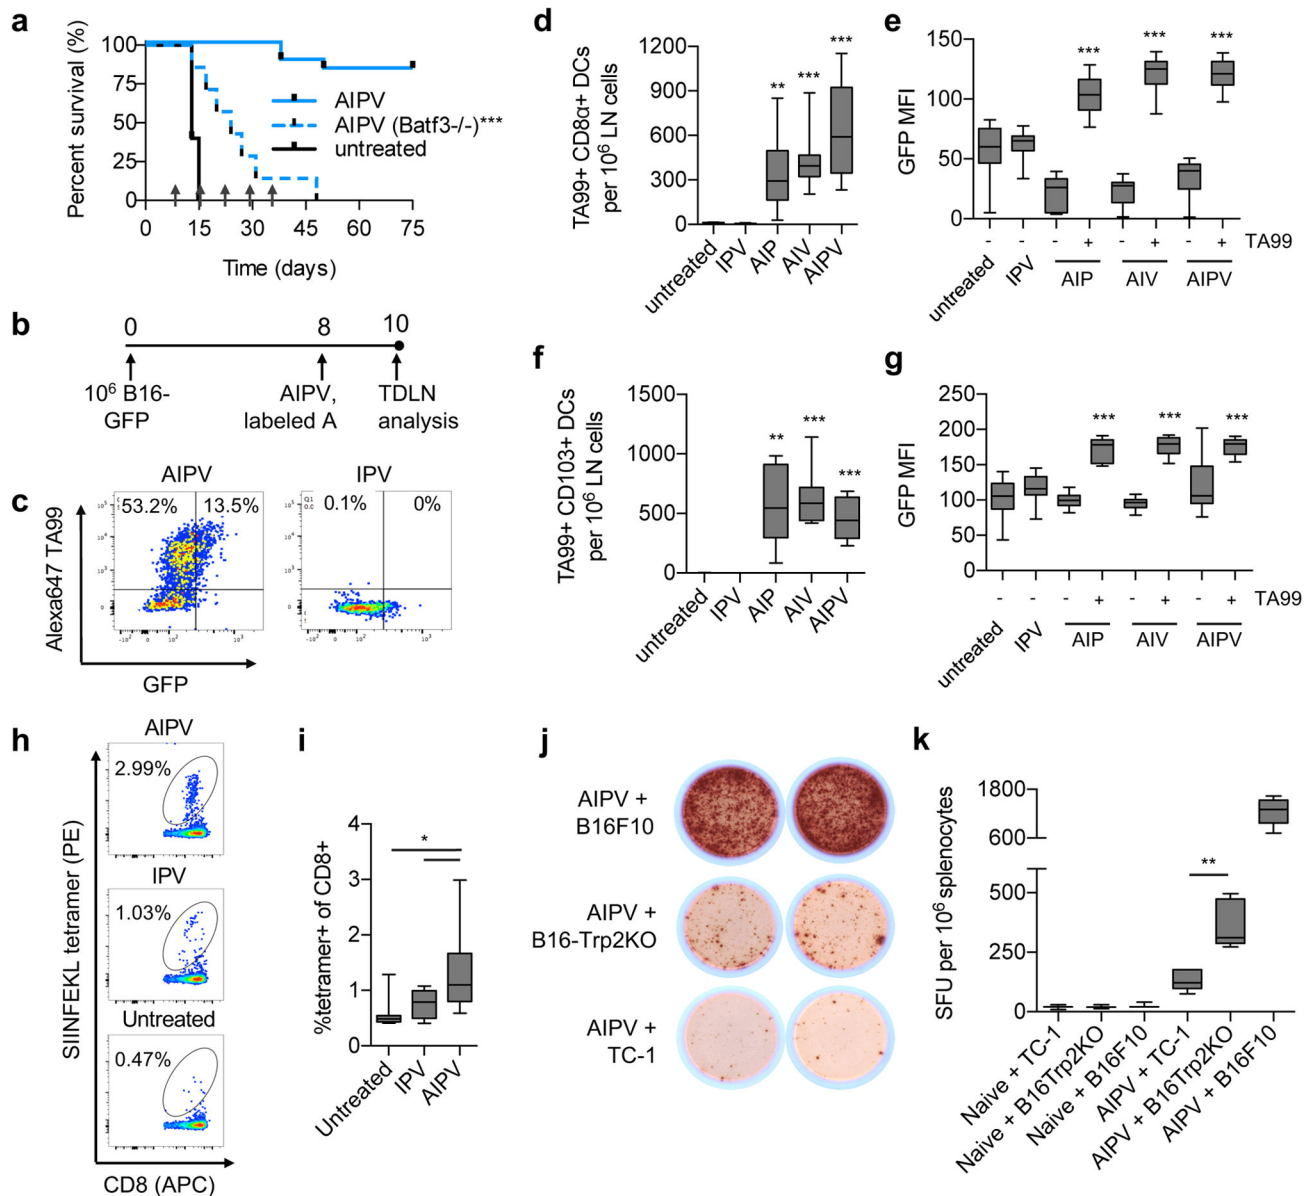 a
Percent survival (%)
100
75
50
25
0
AIPV
AIPV (Batf3-/-)***
untreated
0 15 30 45 60 75
Time (days)
b
0 8 10
10⁶ B16-
GFP
AIPV,
labeled A
TDLN
analysis
c
AIPV
IPV
Alexa647 TA99
53.2% 13.5%
0.1% 0%
GFP
d
TA99+ CD8α+ DCs
per 10⁶ LN cells
1200
900
600
300
0
** *** ***
untreated
IPV
AIP
AIV
AIPV
e
GFP MFI
150
100
50
0
*** *** ***
- - - + - + - + TA99
untreated
IPV
AIP
AIV
AIPV
f
TA99+ CD103+ DCs
per 10⁶ LN cells
1500
1000
500
0
** *** ***
untreated
IPV
AIP
AIV
AIPV
g
GFP MFI
250
200
150
100
50
0
*** *** ***
- - - + - + - + TA99
untreated
IPV
AIP
AIV
AIPV
h
SIINFEKL tetramer (PE)
AIPV
2.99%
IPV
1.03%
Untreated
0.47%
CD8 (APC)
i
%tetramer+ of CD8+
4
3
2
1
0
*
Untreated
IPV
AIPV
j
AIPV +
B16F10
AIPV +
B16-Trp2KO
AIPV +
TC-1
k
SFU per 10⁶ splenocytes
1800
600
500
250
0
**
Naive + TC-1
Naive + B16Trp2KO
Naive + B16F10
AIPV + TC-1
AIPV + B16Trp2KO
AIPV + B16F10